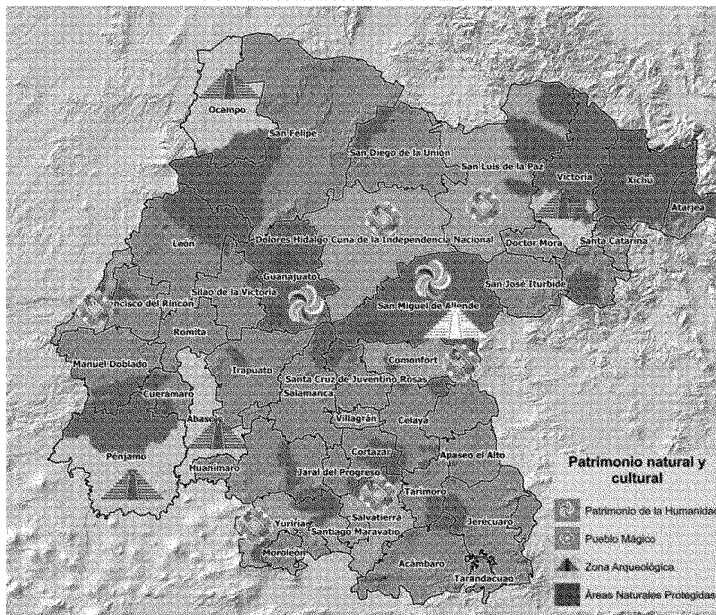 Ocampo
San Felipe
San Diego de la Unión
San Luis de la Paz
Victoria
Xichú
Atarjea
León
Dolores Hidalgo Cuna de la Independencia Nacional
Doctor Mora
Santa Catarina
Guanajuato
San José Iturbide
Silao de la Victoria
San Miguel de Allende
ncisco del Rincón
Romita
Comonfort
Manuel Doblado
Irapuato
Santa Cruz de Juventino Rosas
Cuerámaro
Salamanca
Villagrán
Celaya
Abasolo
Pénjamo
Cortazar
Apaseo el Alto
Huanímaro
Jaral del Progreso
Tarimoro
Yuriria
Salvatierra
Jerécuaro
Santiago Maravatío
Moroleón
Acámbaro
Tarandacuao
Patrimonio natural y
cultural
Patrimonio de la Humanidad
Pueblo Mágico
Zona Arqueológica
Áreas Naturales Protegidas